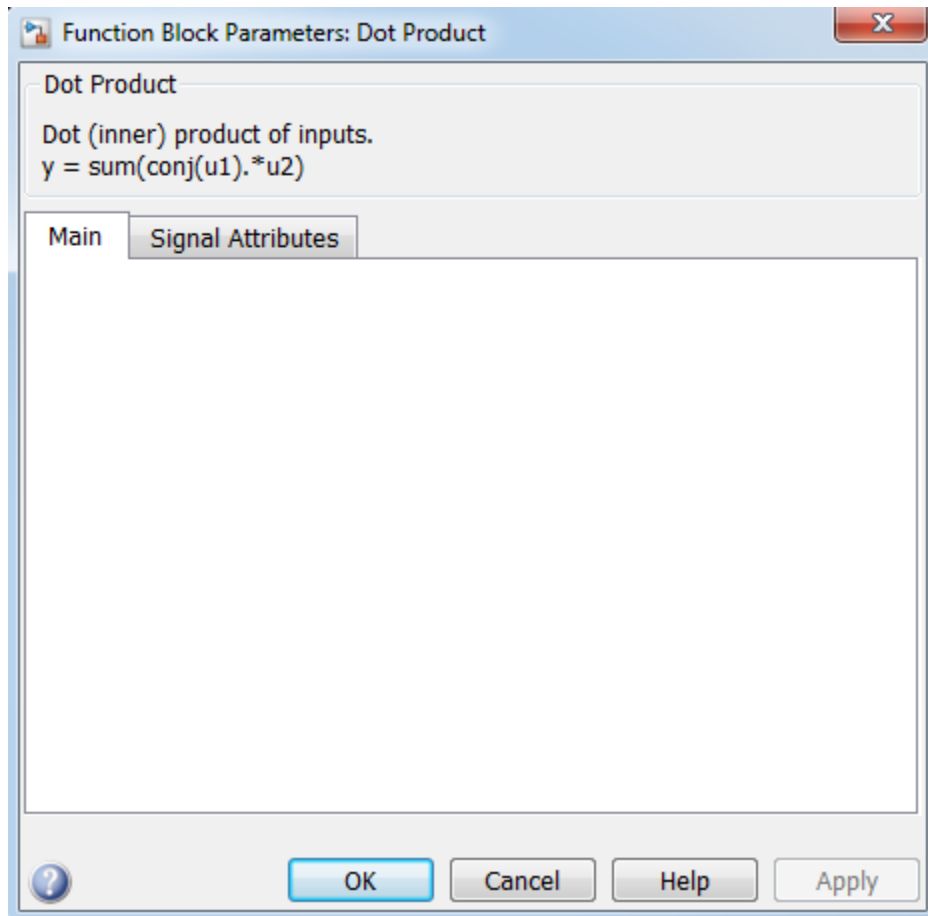 Function Block Parameters: Dot Product
Dot Product
Dot (inner) product of inputs.
y = sum(conj(u1).*u2)
Main Signal Attributes
OK Cancel Help Apply